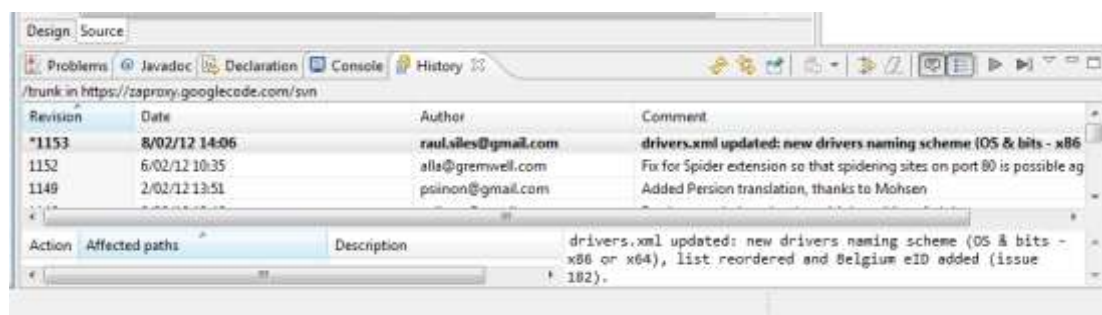 Design Source
Problems @ Javadoc Declaration Console History
/trunk in https://zaproxy.googlecode.com/svn
Revision Date Author Comment
*1153 8/02/12 14:06 raul.siles@gmail.com drivers.xml updated: new drivers naming scheme (OS & bits - x86
1152 6/02/12 10:35 alla@gremwell.com Fix for Spider extension so that spidering sites on port 80 is possible ag
1149 2/02/12 13:51 psiinon@gmail.com Added Persion translation, thanks to Mohsen
Action Affected paths Description
drivers.xml updated: new drivers naming scheme (OS & bits -
x86 or x64), list reordered and Belgium eID added (issue
182).